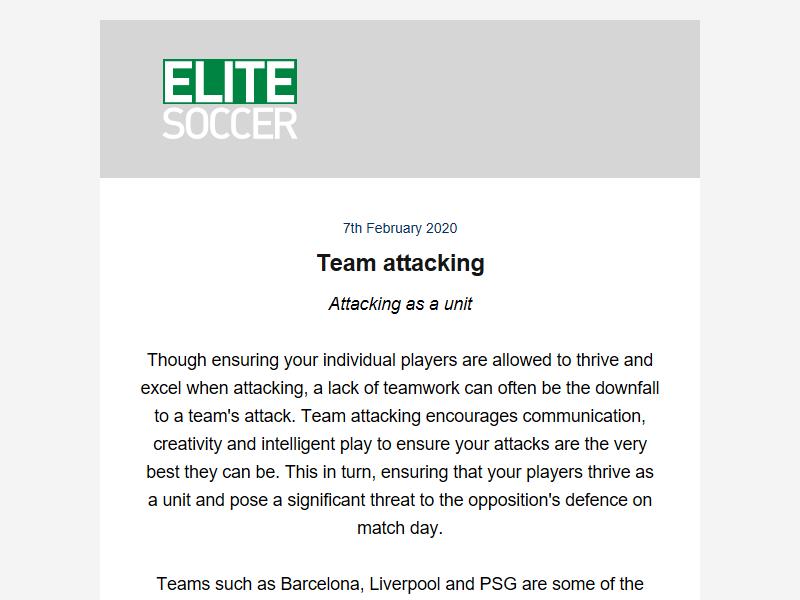 ELITE
SOCCER
7th February 2020
Team attacking
Attacking as a unit
Though ensuring your individual players are allowed to thrive and
excel when attacking, a lack of teamwork can often be the downfall
to a team's attack. Team attacking encourages communication,
creativity and intelligent play to ensure your attacks are the very
best they can be. This in turn, ensuring that your players thrive as
a unit and pose a significant threat to the opposition's defence on
match day.
Teams such as Barcelona, Liverpool and PSG are some of the